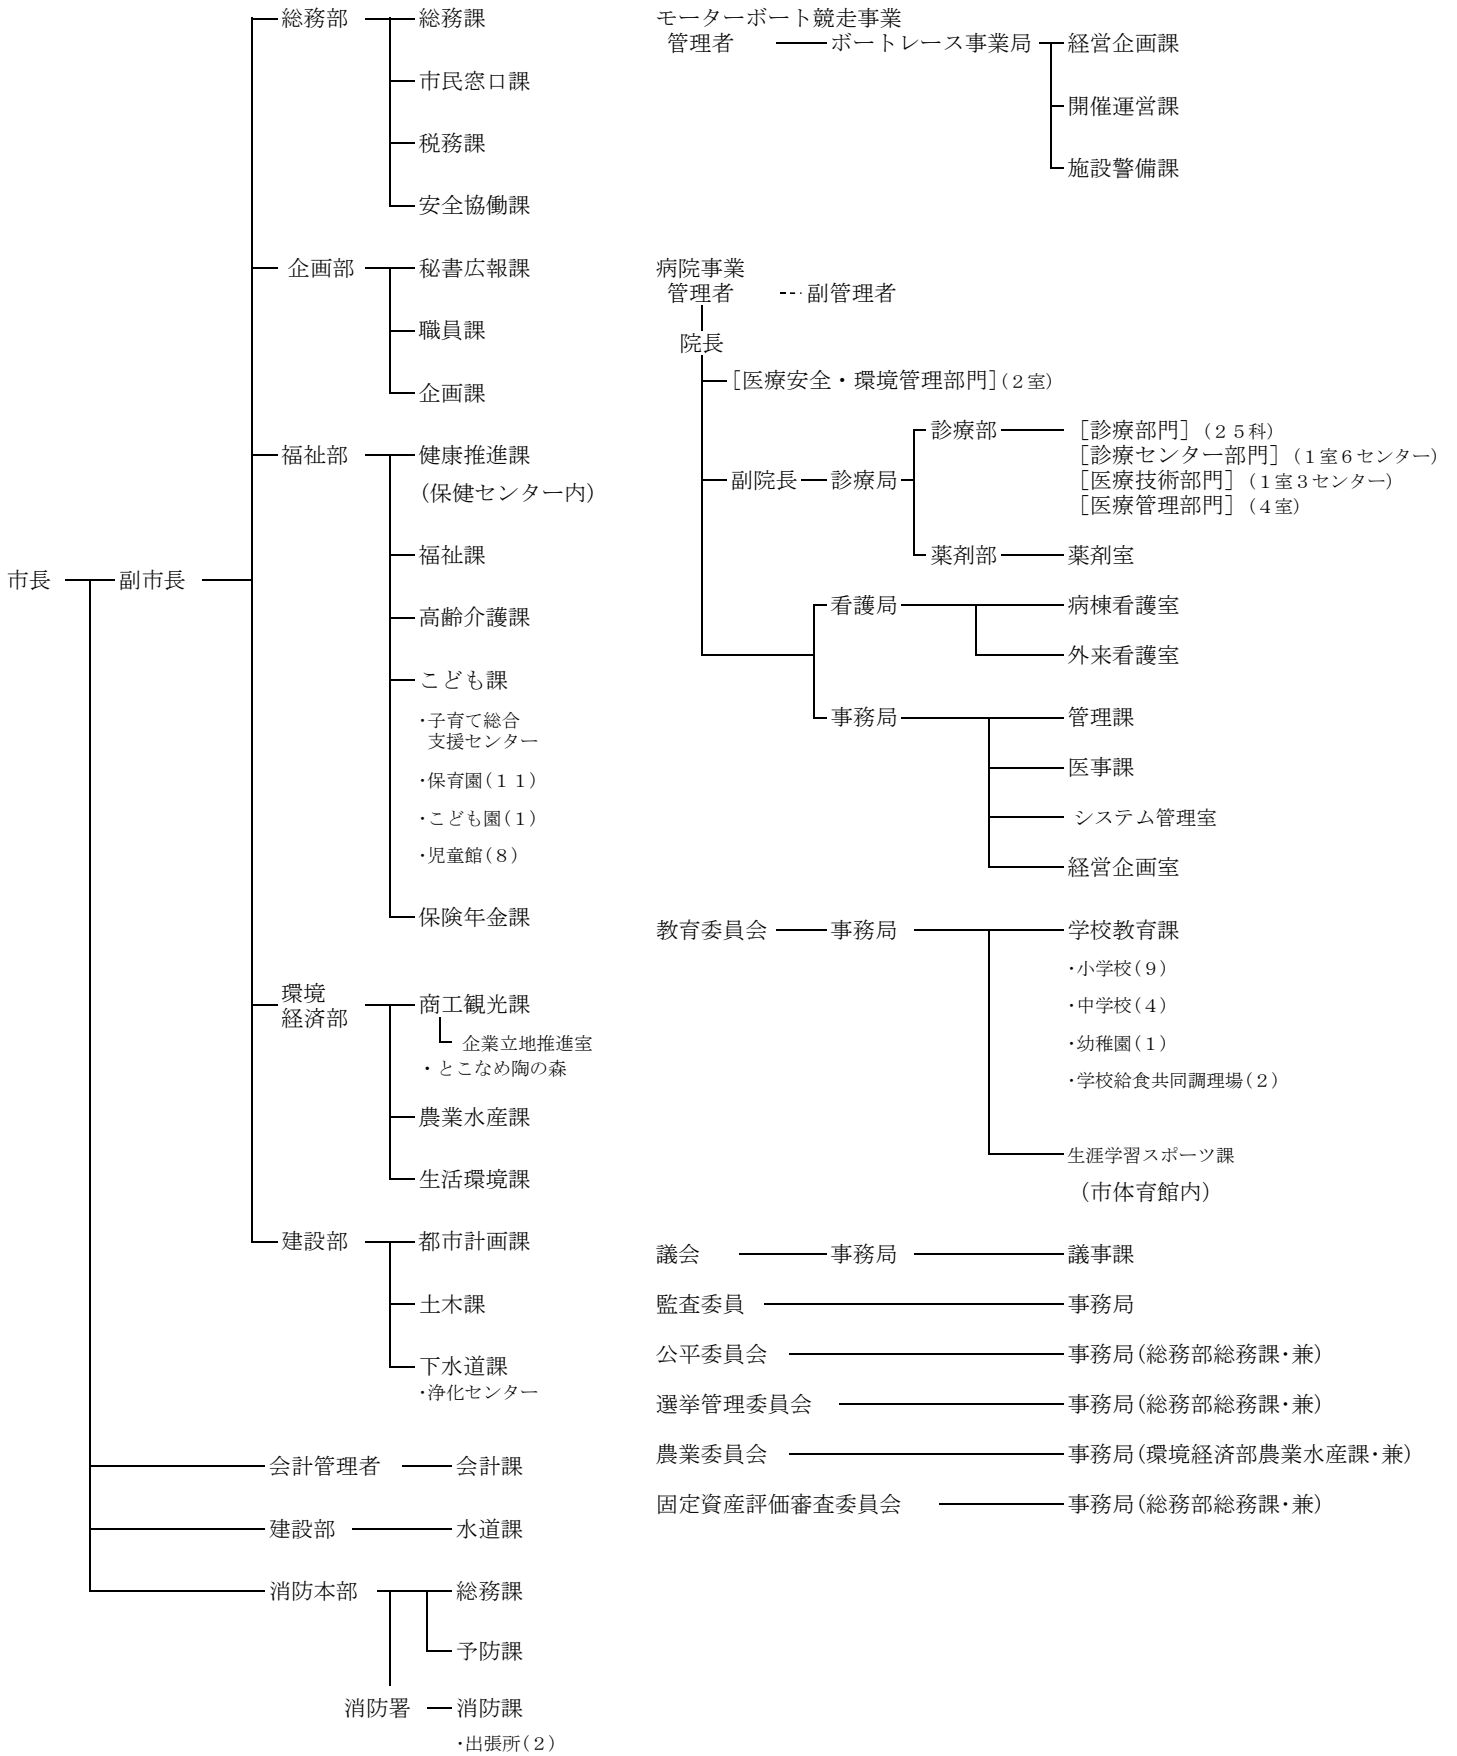 総務部
総務課
市民窓口課
税務課
安全協働課
企画部
秘書広報課
職員課
企画課
福祉部
健康推進課
(保健センター内)
福祉課
市長
副市長
高齢介護課
こども課
・子育て総合
支援センター
・保育園(11)
・こども園(1)
・児童館(8)
保険年金課
環境
経済部
商工観光課
企業立地推進室
・とこなめ陶の森
農業水産課
生活環境課
建設部
都市計画課
土木課
下水道課
・浄化センター
会計管理者
会計課
建設部
水道課
消防本部
総務課
予防課
消防署
消防課
・出張所(2)
モーターボート競走事業
管理者
ボートレース事業局
経営企画課
開催運営課
施設警備課
病院事業
管理者
副管理者
院長
[医療安全・環境管理部門](2室)
副院長
診療局
診療部
[診療部門](25科)
[診療センター部門](1室6センター)
[医療技術部門](1室3センター)
[医療管理部門](4室)
薬剤部
薬剤室
看護局
病棟看護室
外来看護室
事務局
管理課
医事課
システム管理室
経営企画室
教育委員会
事務局
学校教育課
・小学校(9)
・中学校(4)
・幼稚園(1)
・学校給食共同調理場(2)
生涯学習スポーツ課
(市体育館内)
議会
事務局
議事課
監査委員
事務局
公平委員会
事務局(総務部総務課・兼)
選挙管理委員会
事務局(総務部総務課・兼)
農業委員会
事務局(環境経済部農業水産課・兼)
固定資産評価審査委員会
事務局(総務部総務課・兼)